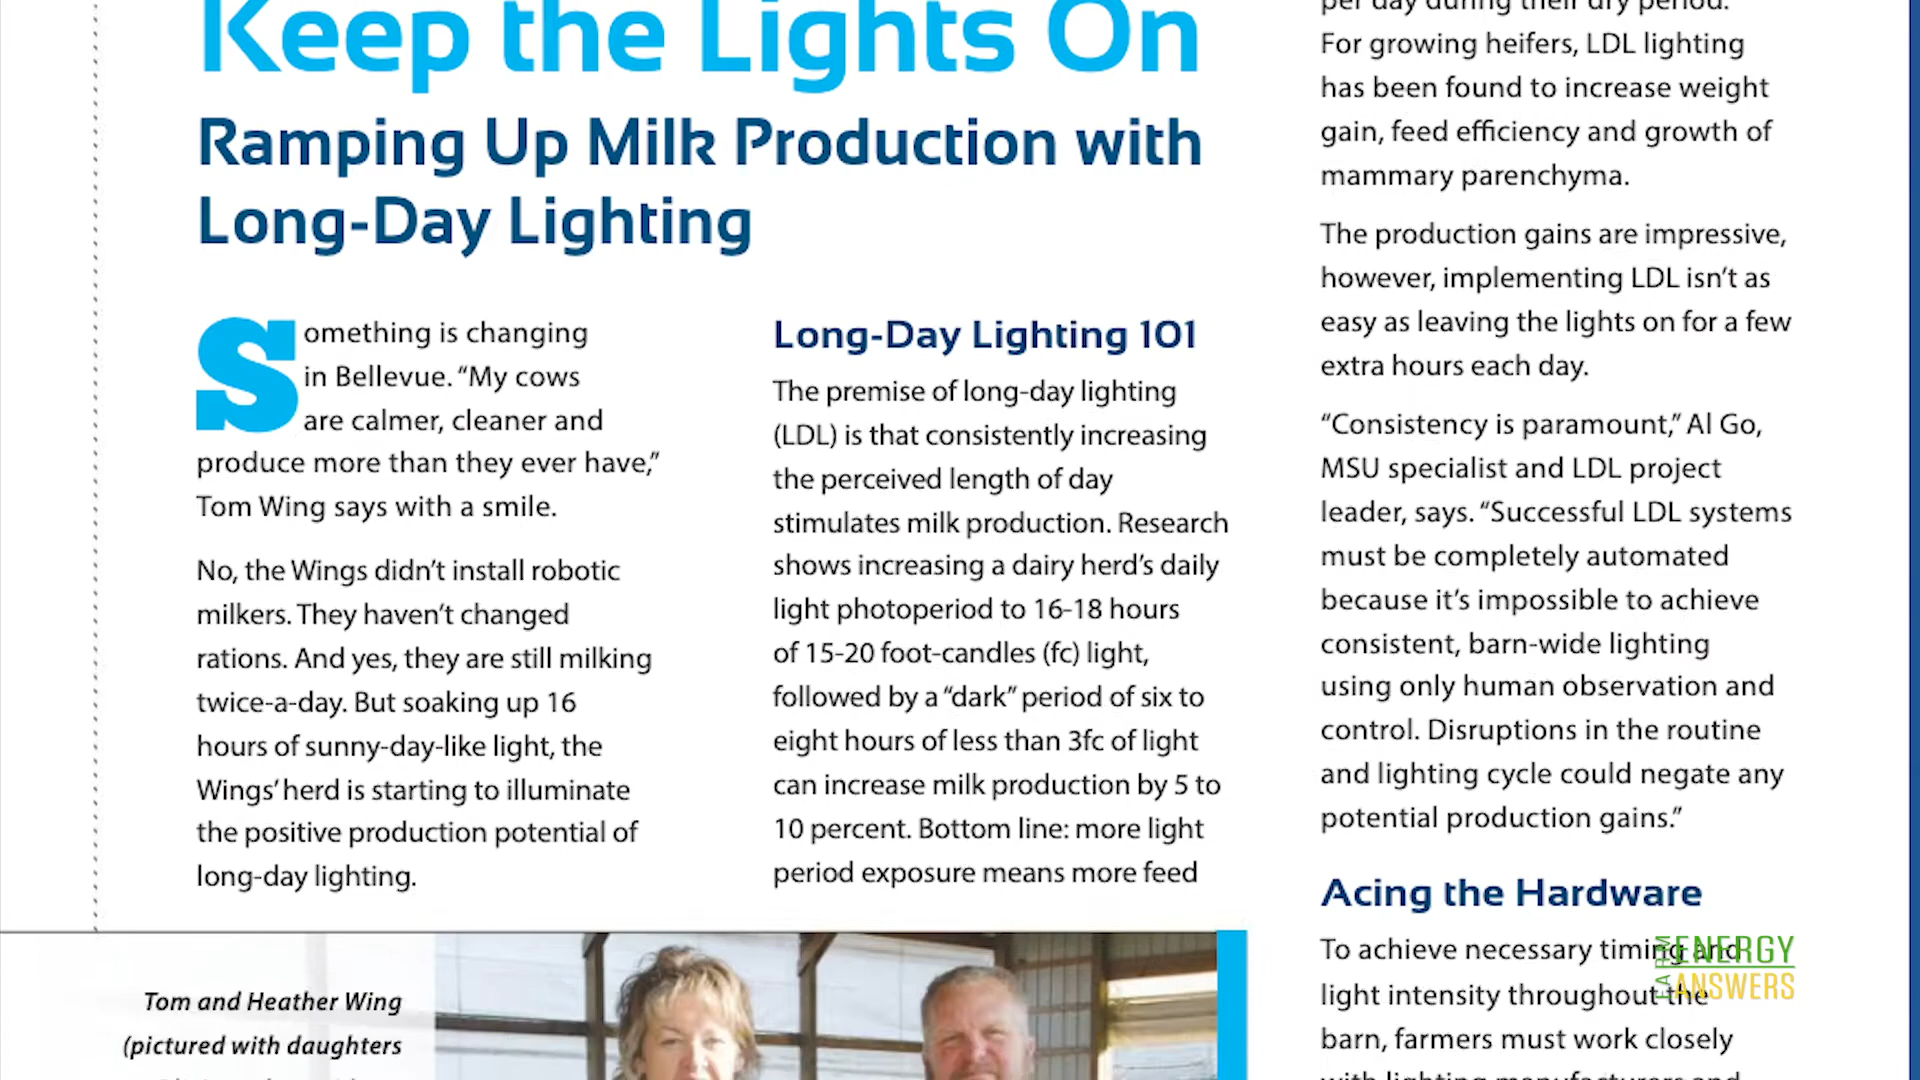 Keep the Lights On
Ramping Up Milk Production with
Long-Day Lighting
Something is changing
in Bellevue. “My cows
are calmer, cleaner and
produce more than they ever have,”
Tom Wing says with a smile.
No, the Wings didn’t install robotic
milkers. They haven’t changed
rations. And yes, they are still milking
twice-a-day. But soaking up 16
hours of sunny-day-like light, the
Wings’ herd is starting to illuminate
the positive production potential of
long-day lighting.
Tom and Heather Wing
(pictured with daughters
Long-Day Lighting 101
The premise of long-day lighting
(LDL) is that consistently increasing
the perceived length of day
stimulates milk production. Research
shows increasing a dairy herd’s daily
light photoperiod to 16-18 hours
of 15-20 foot-candles (fc) light,
followed by a “dark” period of six to
eight hours of less than 3fc of light
can increase milk production by 5 to
10 percent. Bottom line: more light
period exposure means more feed
per day during their dry period.
For growing heifers, LDL lighting
has been found to increase weight
gain, feed efficiency and growth of
mammary parenchyma.
The production gains are impressive,
however, implementing LDL isn’t as
easy as leaving the lights on for a few
extra hours each day.
“Consistency is paramount,” Al Go,
MSU specialist and LDL project
leader, says. “Successful LDL systems
must be completely automated
because it’s impossible to achieve
consistent, barn-wide lighting
using only human observation and
control. Disruptions in the routine
and lighting cycle could negate any
potential production gains.”
Acing the Hardware
To achieve necessary timing and
light intensity throughout the
barn, farmers must work closely
with lighting manufacturers and
FARM
ENERGY
ANSWERS